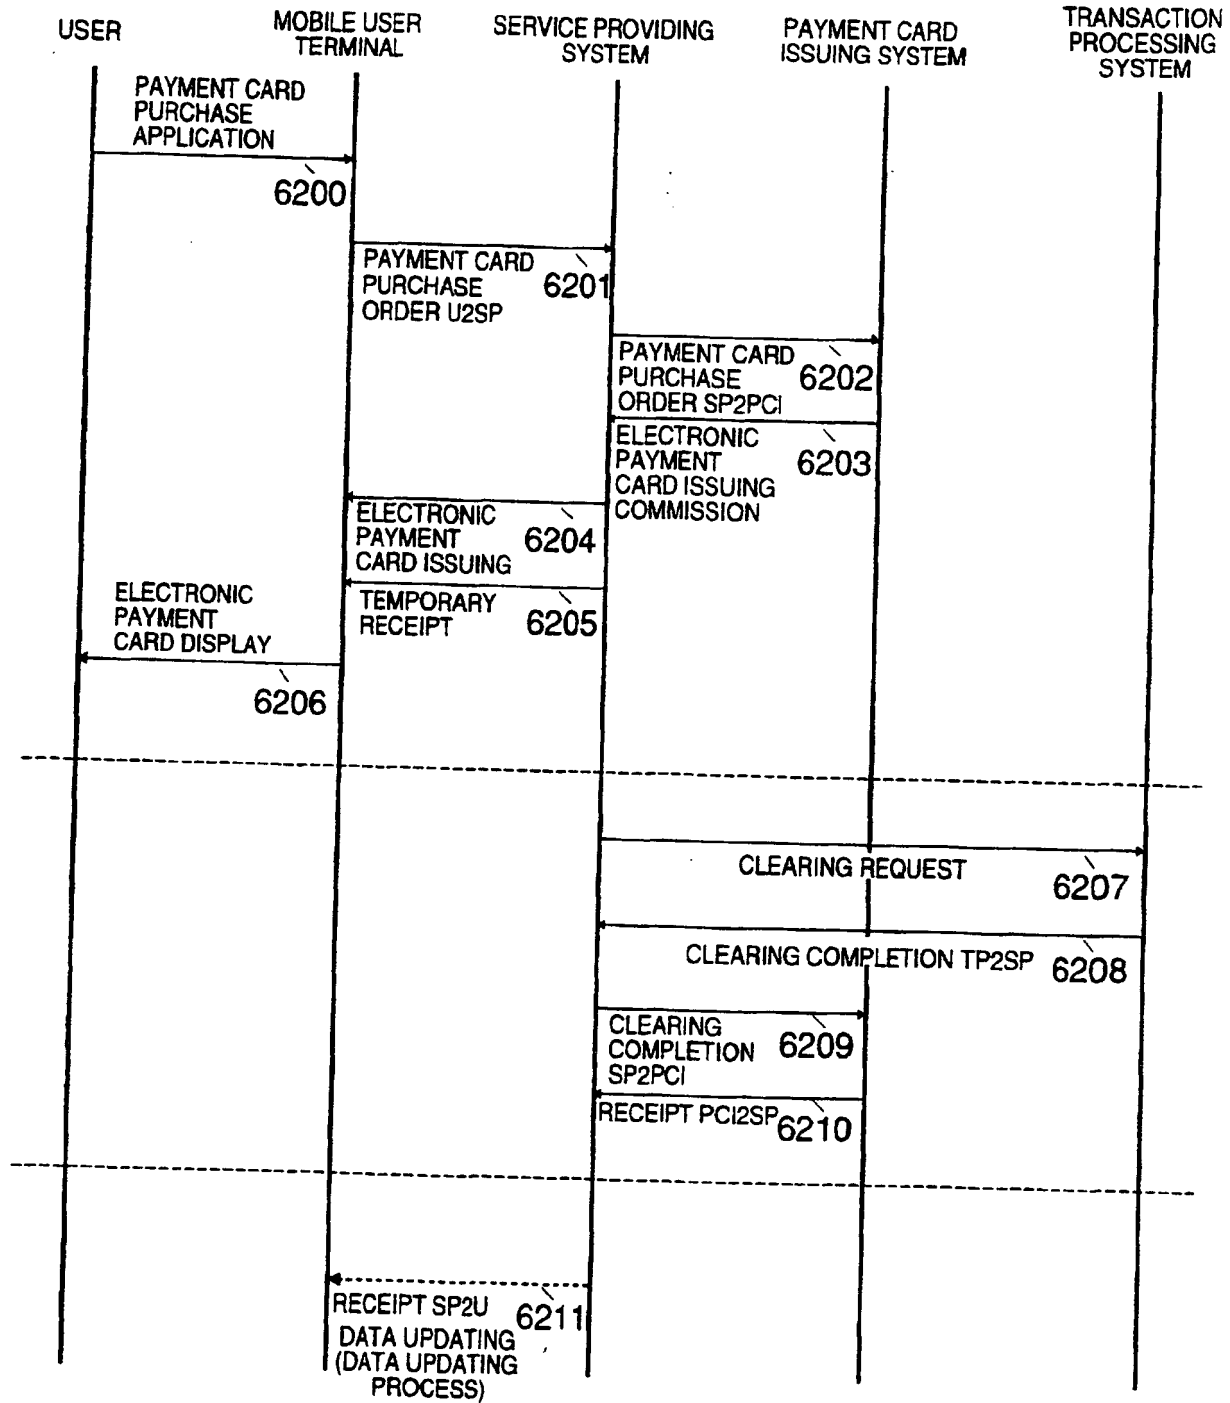 USER
MOBILE USER
TERMINAL
SERVICE PROVIDING
SYSTEM
PAYMENT CARD
ISSUING SYSTEM
TRANSACTION
PROCESSING
SYSTEM
PAYMENT CARD
PURCHASE
APPLICATION
6200
PAYMENT CARD
PURCHASE
ORDER U2SP
6201
PAYMENT CARD
PURCHASE
ORDER SP2PCI
6202
ELECTRONIC
PAYMENT
CARD ISSUING
COMMISSION
6203
ELECTRONIC
PAYMENT
CARD ISSUING
6204
TEMPORARY
RECEIPT
6205
ELECTRONIC
PAYMENT
CARD DISPLAY
6206
CLEARING REQUEST
6207
CLEARING COMPLETION TP2SP
6208
CLEARING
COMPLETION
SP2PCI
6209
RECEIPT PCI2SP
6210
RECEIPT SP2U
6211
DATA UPDATING
(DATA UPDATING
PROCESS)